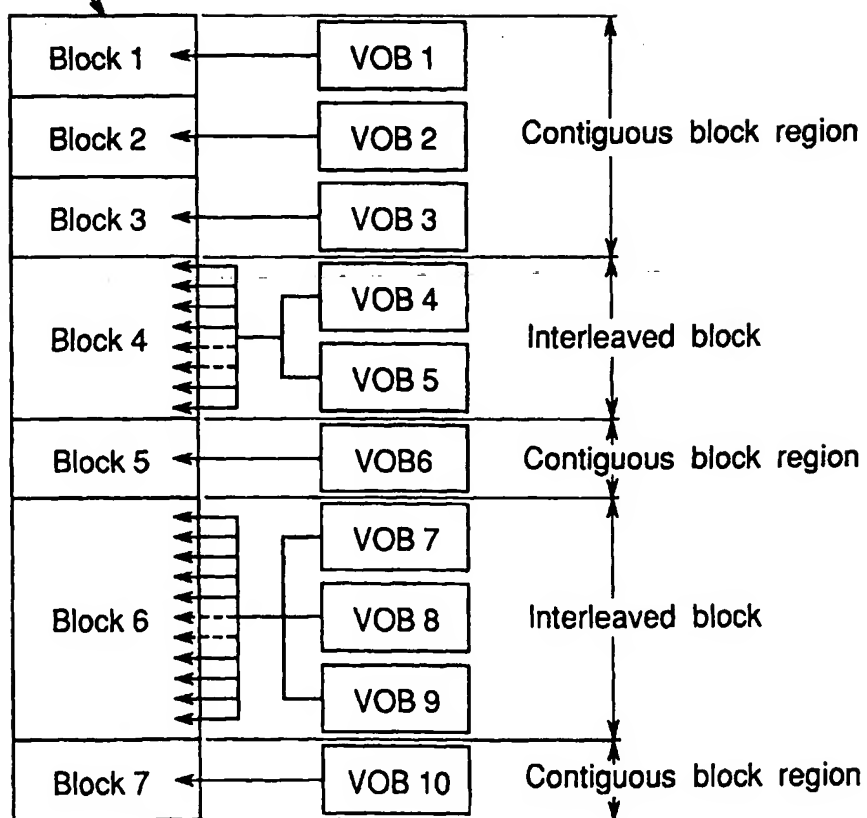 Block 1
VOB 1
Block 2
VOB 2
Contiguous block region
Block 3
VOB 3
VOB 4
Block 4
Interleaved block
VOB 5
Block 5
VOB6
Contiguous block region
VOB 7
Block 6
VOB 8
Interleaved block
VOB 9
Block 7
VOB 10
Contiguous block region